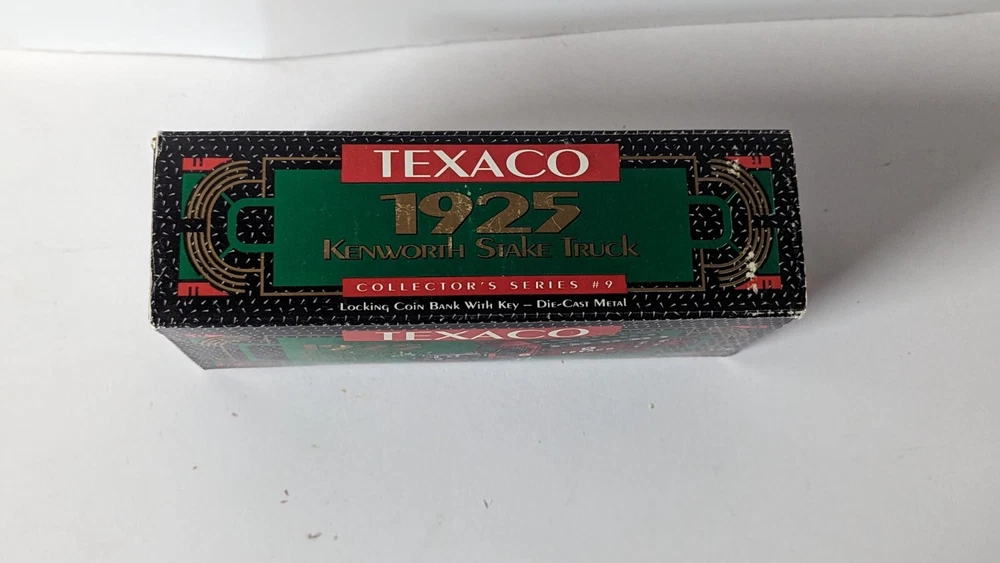 TEXACO
1925
Kenworth Stake Truck
COLLECTOR'S SERIES #9
Locking Coin Bank With Key – Die-Cast Metal
TEXACO